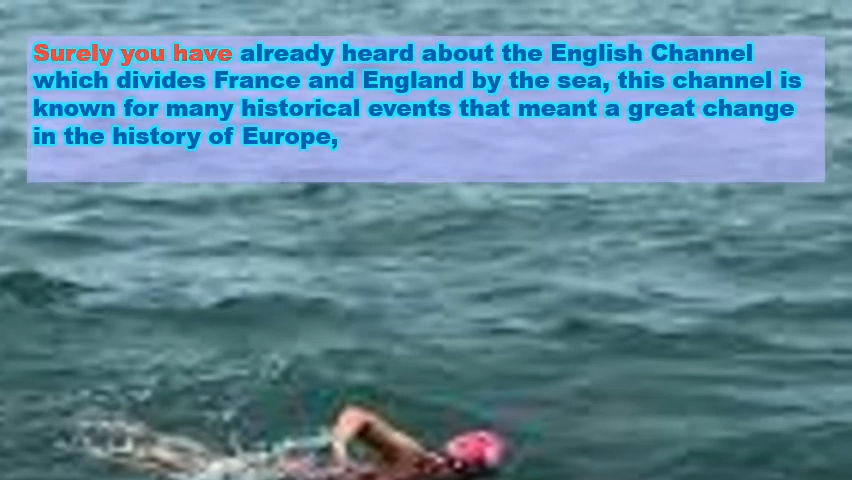 Surely you have already heard about the English Channel
which divides France and England by the sea, this channel is
known for many historical events that meant a great change
in the history of Europe,